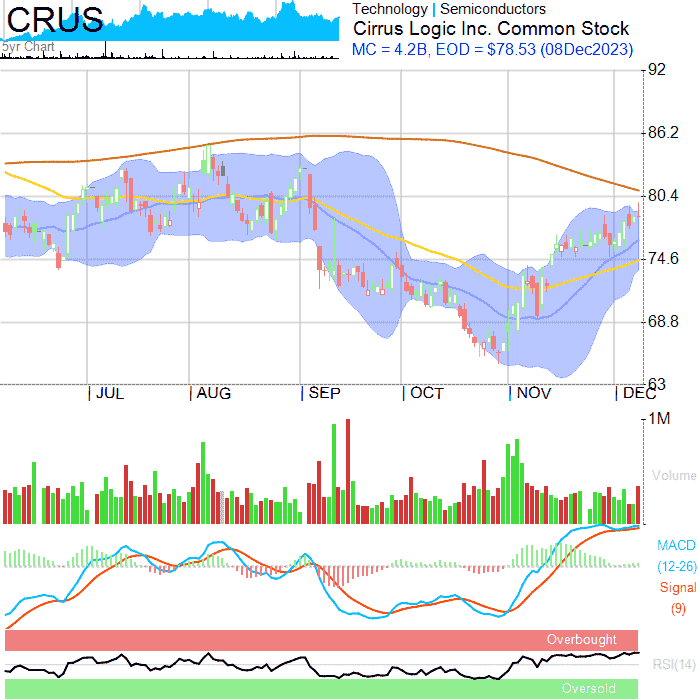 CRUS
5yr Chart
Technology | Semiconductors
Cirrus Logic Inc. Common Stock
MC = 4.2B, EOD = $78.53 (08Dec2023)
92
86.2
80.4
74.6
68.8
63
JUL AUG SEP OCT NOV DEC
1M
Volume
MACD
(12-26)
Signal
(9)
Overbought
RSI(14)
Oversold